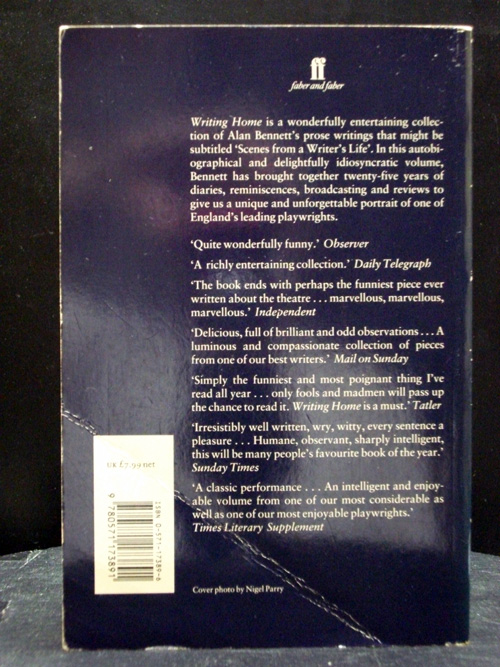 ff
faber and faber
Writing Home is a wonderfully entertaining collec-
tion of Alan Bennett's prose writings that might be
subtitled 'Scenes from a Writer's Life'. In this autobi-
ographical and delightfully idiosyncratic volume,
Bennett has brought together twenty-five years of
diaries, reminiscences, broadcasting and reviews to
give us a unique and unforgettable portrait of one of
England's leading playwrights.
'Quite wonderfully funny.' Observer
'A richly entertaining collection.' Daily Telegraph
'The book ends with perhaps the funniest piece ever
written about the theatre . . . marvellous, marvellous,
marvellous.' Independent
'Delicious, full of brilliant and odd observations . . . A
luminous and compassionate collection of pieces
from one of our best writers.' Mail on Sunday
'Simply the funniest and most poignant thing I've
read all year . . . only fools and madmen will pass up
the chance to read it. Writing Home is a must.' Tatler
'Irresistibly well written, wry, witty, every sentence a
pleasure . . . Humane, observant, sharply intelligent,
this will be many people's favourite book of the year.'
Sunday Times
'A classic performance . . . An intelligent and enjoy-
able volume from one of our most considerable as
well as one of our most enjoyable playwrights.'
Times Literary Supplement
UK £7.99 net
ISBN 0-571-17389-8
9 780571 173891
Cover photo by Nigel Parry